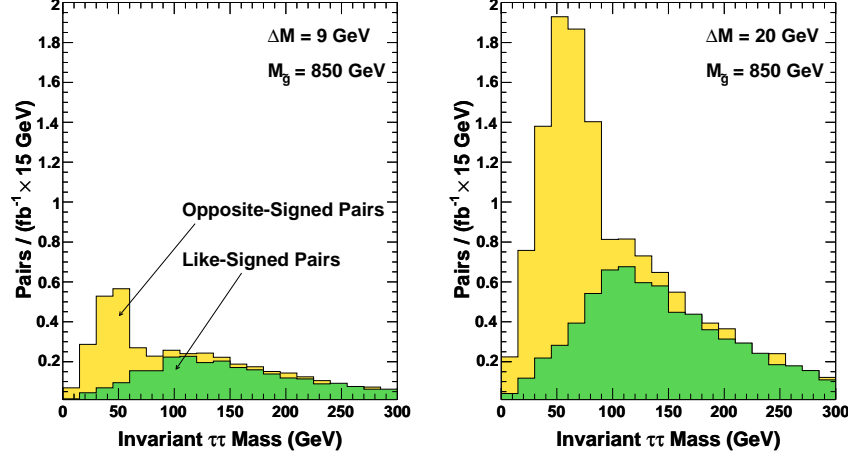 2
ΔM = 9 GeV
M_g̃ = 850 GeV
1.8
1.6
1.4
1.2
1
0.8
0.6
0.4
0.2
Pairs / (fb⁻¹ × 15 GeV)
Opposite-Signed Pairs
Like-Signed Pairs
0 50 100 150 200 250 300
Invariant ττ Mass (GeV)
2
ΔM = 20 GeV
M_g̃ = 850 GeV
1.8
1.6
1.4
1.2
1
0.8
0.6
0.4
0.2
Pairs / (fb⁻¹ × 15 GeV)
0 50 100 150 200 250 300
Invariant ττ Mass (GeV)